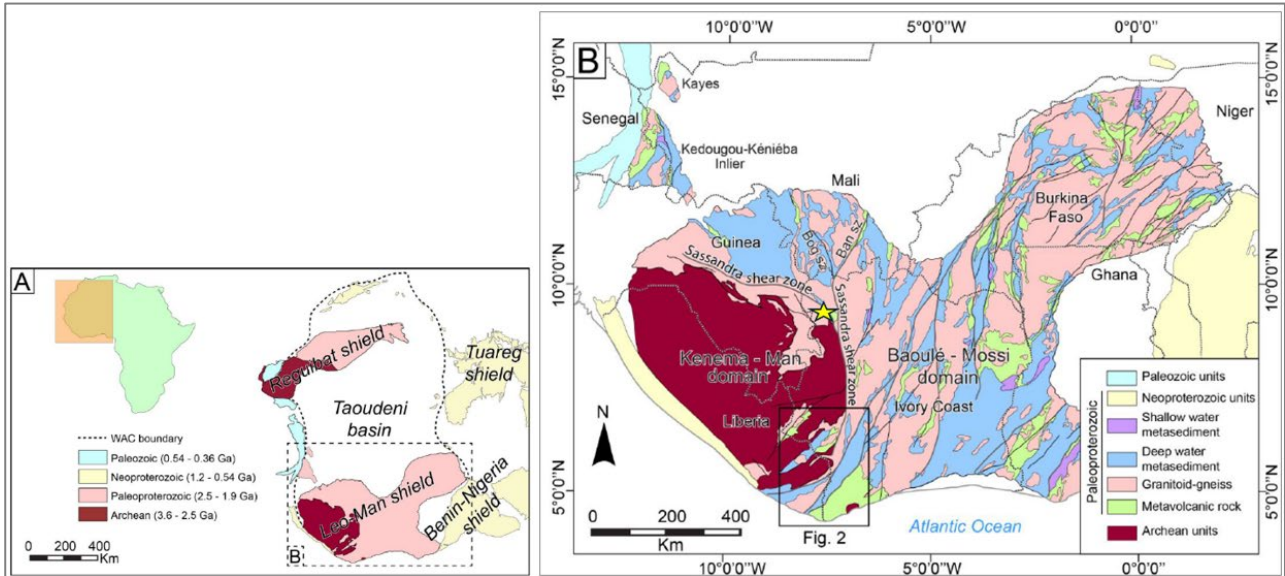 A
Reguibat shield
Tuareg
shield
Taoudeni
basin
WAC boundary
Paleozoic (0.54 - 0.36 Ga)
Neoproterozoic (1.2 - 0.54 Ga)
Paleoproterozoic (2.5 - 1.9 Ga)
Archean (3.6 - 2.5 Ga)
Leo-Man shield
Benin-Nigeria
shield
B
0 200 400
Km
10°0'0"W 5°0'0"W 0°0'0"
B
15°0'0"N
15°0'0"N
Kayes
Senegal
Niger
Kedougou-Kéniéba
Inlier
Mali
Burkina
Faso
Guinea
Bog sz
Ban sz
Sassandra shear zone
Ghana
10°0'0"N
10°0'0"N
Sassandra shear zone
Kenema - Man
domain
Baoulé - Mossi
domain
Liberia
Ivory Coast
N
Paleozoic units
Neoproterozoic units
Shallow water
metasediment
Deep water
metasediment
Granitoid-gneiss
Metavolcanic rock
Archean units
Paleoproterozoic
5°0'0"N
5°0'0"N
0 200 400
Km
Fig. 2
Atlantic Ocean
10°0'0"W 5°0'0"W 0°0'0"